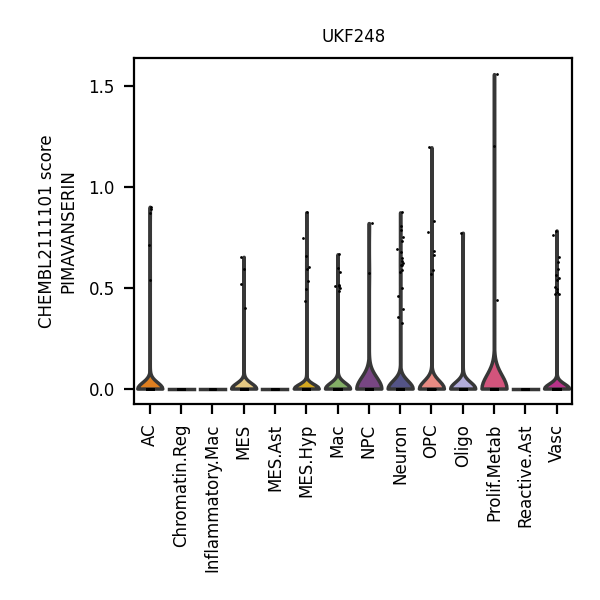 UKF248
CHEMBL2111101 score
PIMAVANSERIN
1.5
1.0
0.5
0.0
AC
Chromatin.Reg
Inflammatory.Mac
MES
MES.Ast
MES.Hyp
Mac
NPC
Neuron
OPC
Oligo
Prolif.Metab
Reactive.Ast
Vasc